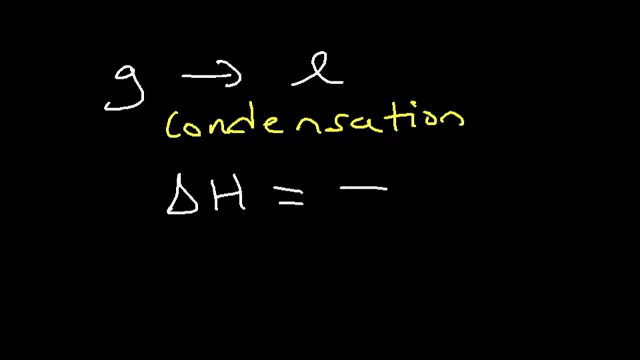 g → l
condensation
ΔH = −